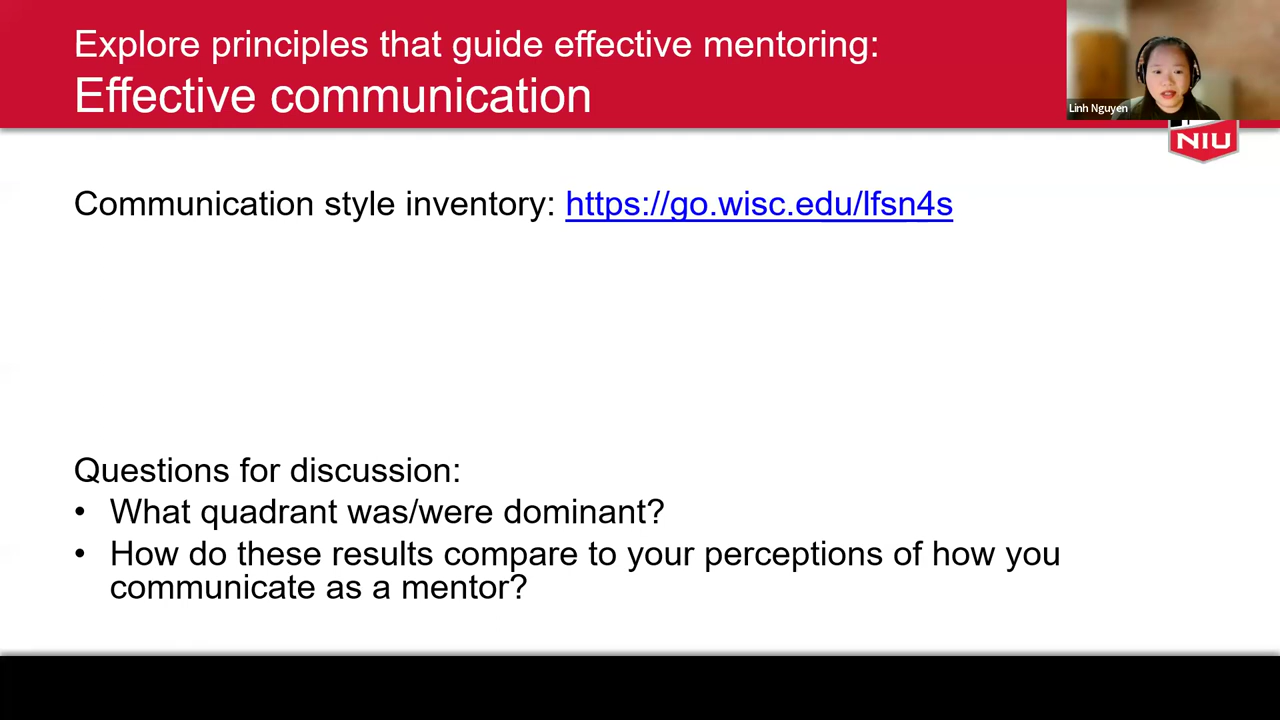 Explore principles that guide effective mentoring:
Effective communication
Linh Nguyen
NIU
Communication style inventory: https://go.wisc.edu/lfsn4s
Questions for discussion:
• What quadrant was/were dominant?
• How do these results compare to your perceptions of how you
communicate as a mentor?